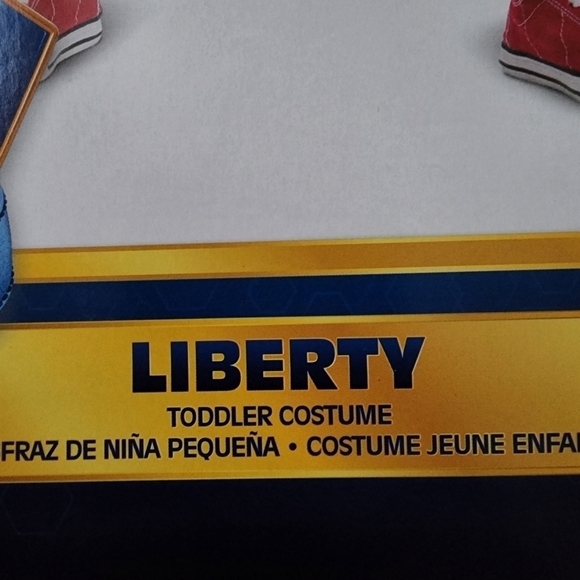 LIBERTY
TODDLER COSTUME
FRAZ DE NIÑA PEQUEÑA • COSTUME JEUNE ENFA